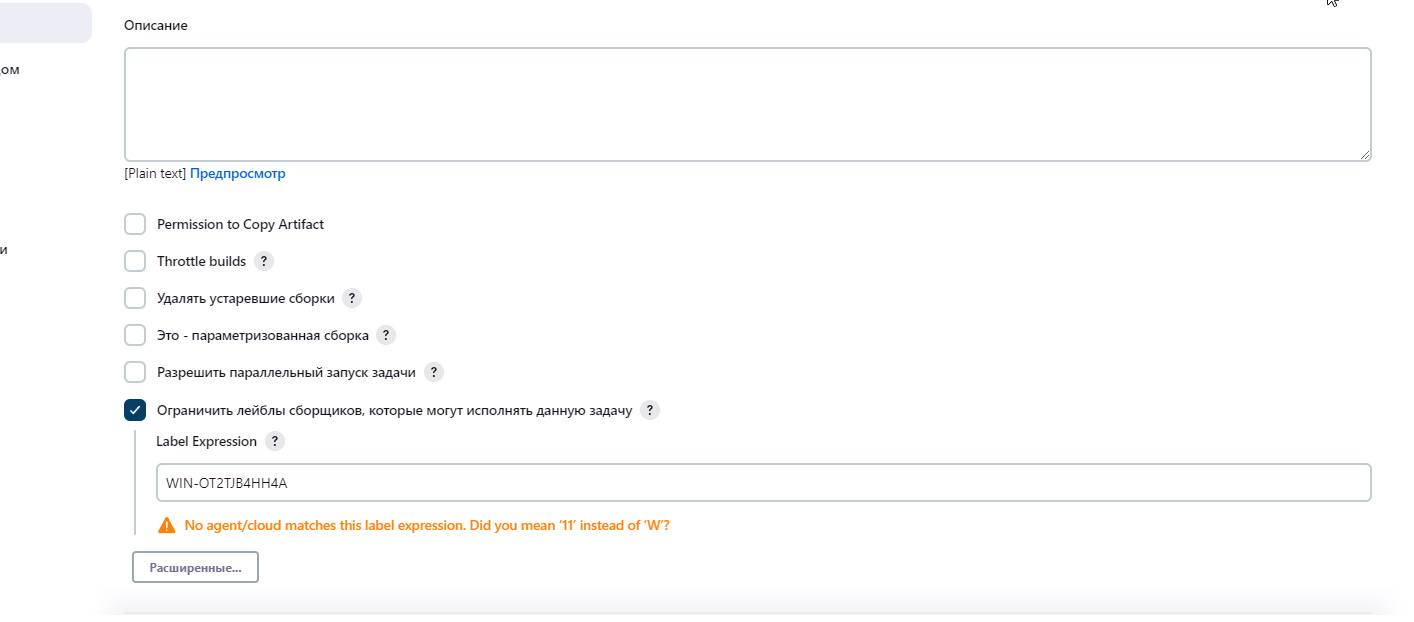 Описание
дом
[Plain text] Предпросмотр
Permission to Copy Artifact
и
Throttle builds ?
Удалять устаревшие сборки ?
Это - параметризованная сборка ?
Разрешить параллельный запуск задачи ?
Ограничить лейблы сборщиков, которые могут исполнять данную задачу ?
Label Expression ?
WIN-OT2TJB4HH4A
No agent/cloud matches this label expression. Did you mean ‘11’ instead of ‘W’?
Расширенные...